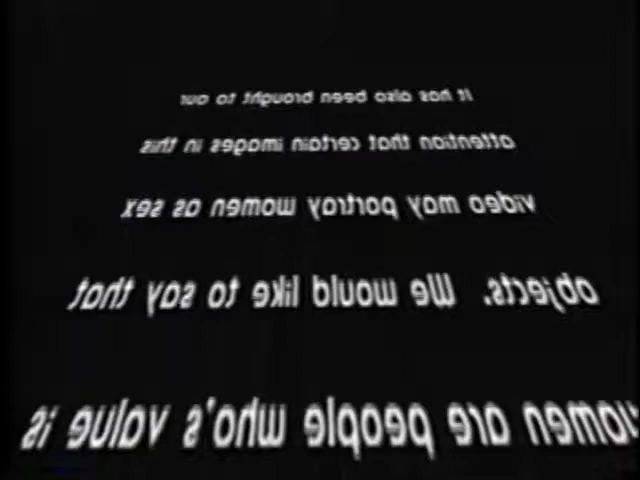 It has also been brought to our
attention that certain images in this
video may portray women as sex
objects. We would like to say that
women are people who's value is